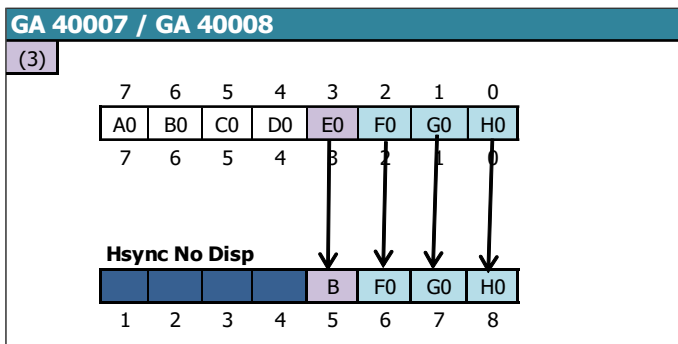 GA 40007 / GA 40008
(3)
7 6 5 4 3 2 1 0
A0 B0 C0 D0 E0 F0 G0 H0
7 6 5 4 3 2 1 0
Hsync No Disp
B F0 G0 H0
1 2 3 4 5 6 7 8